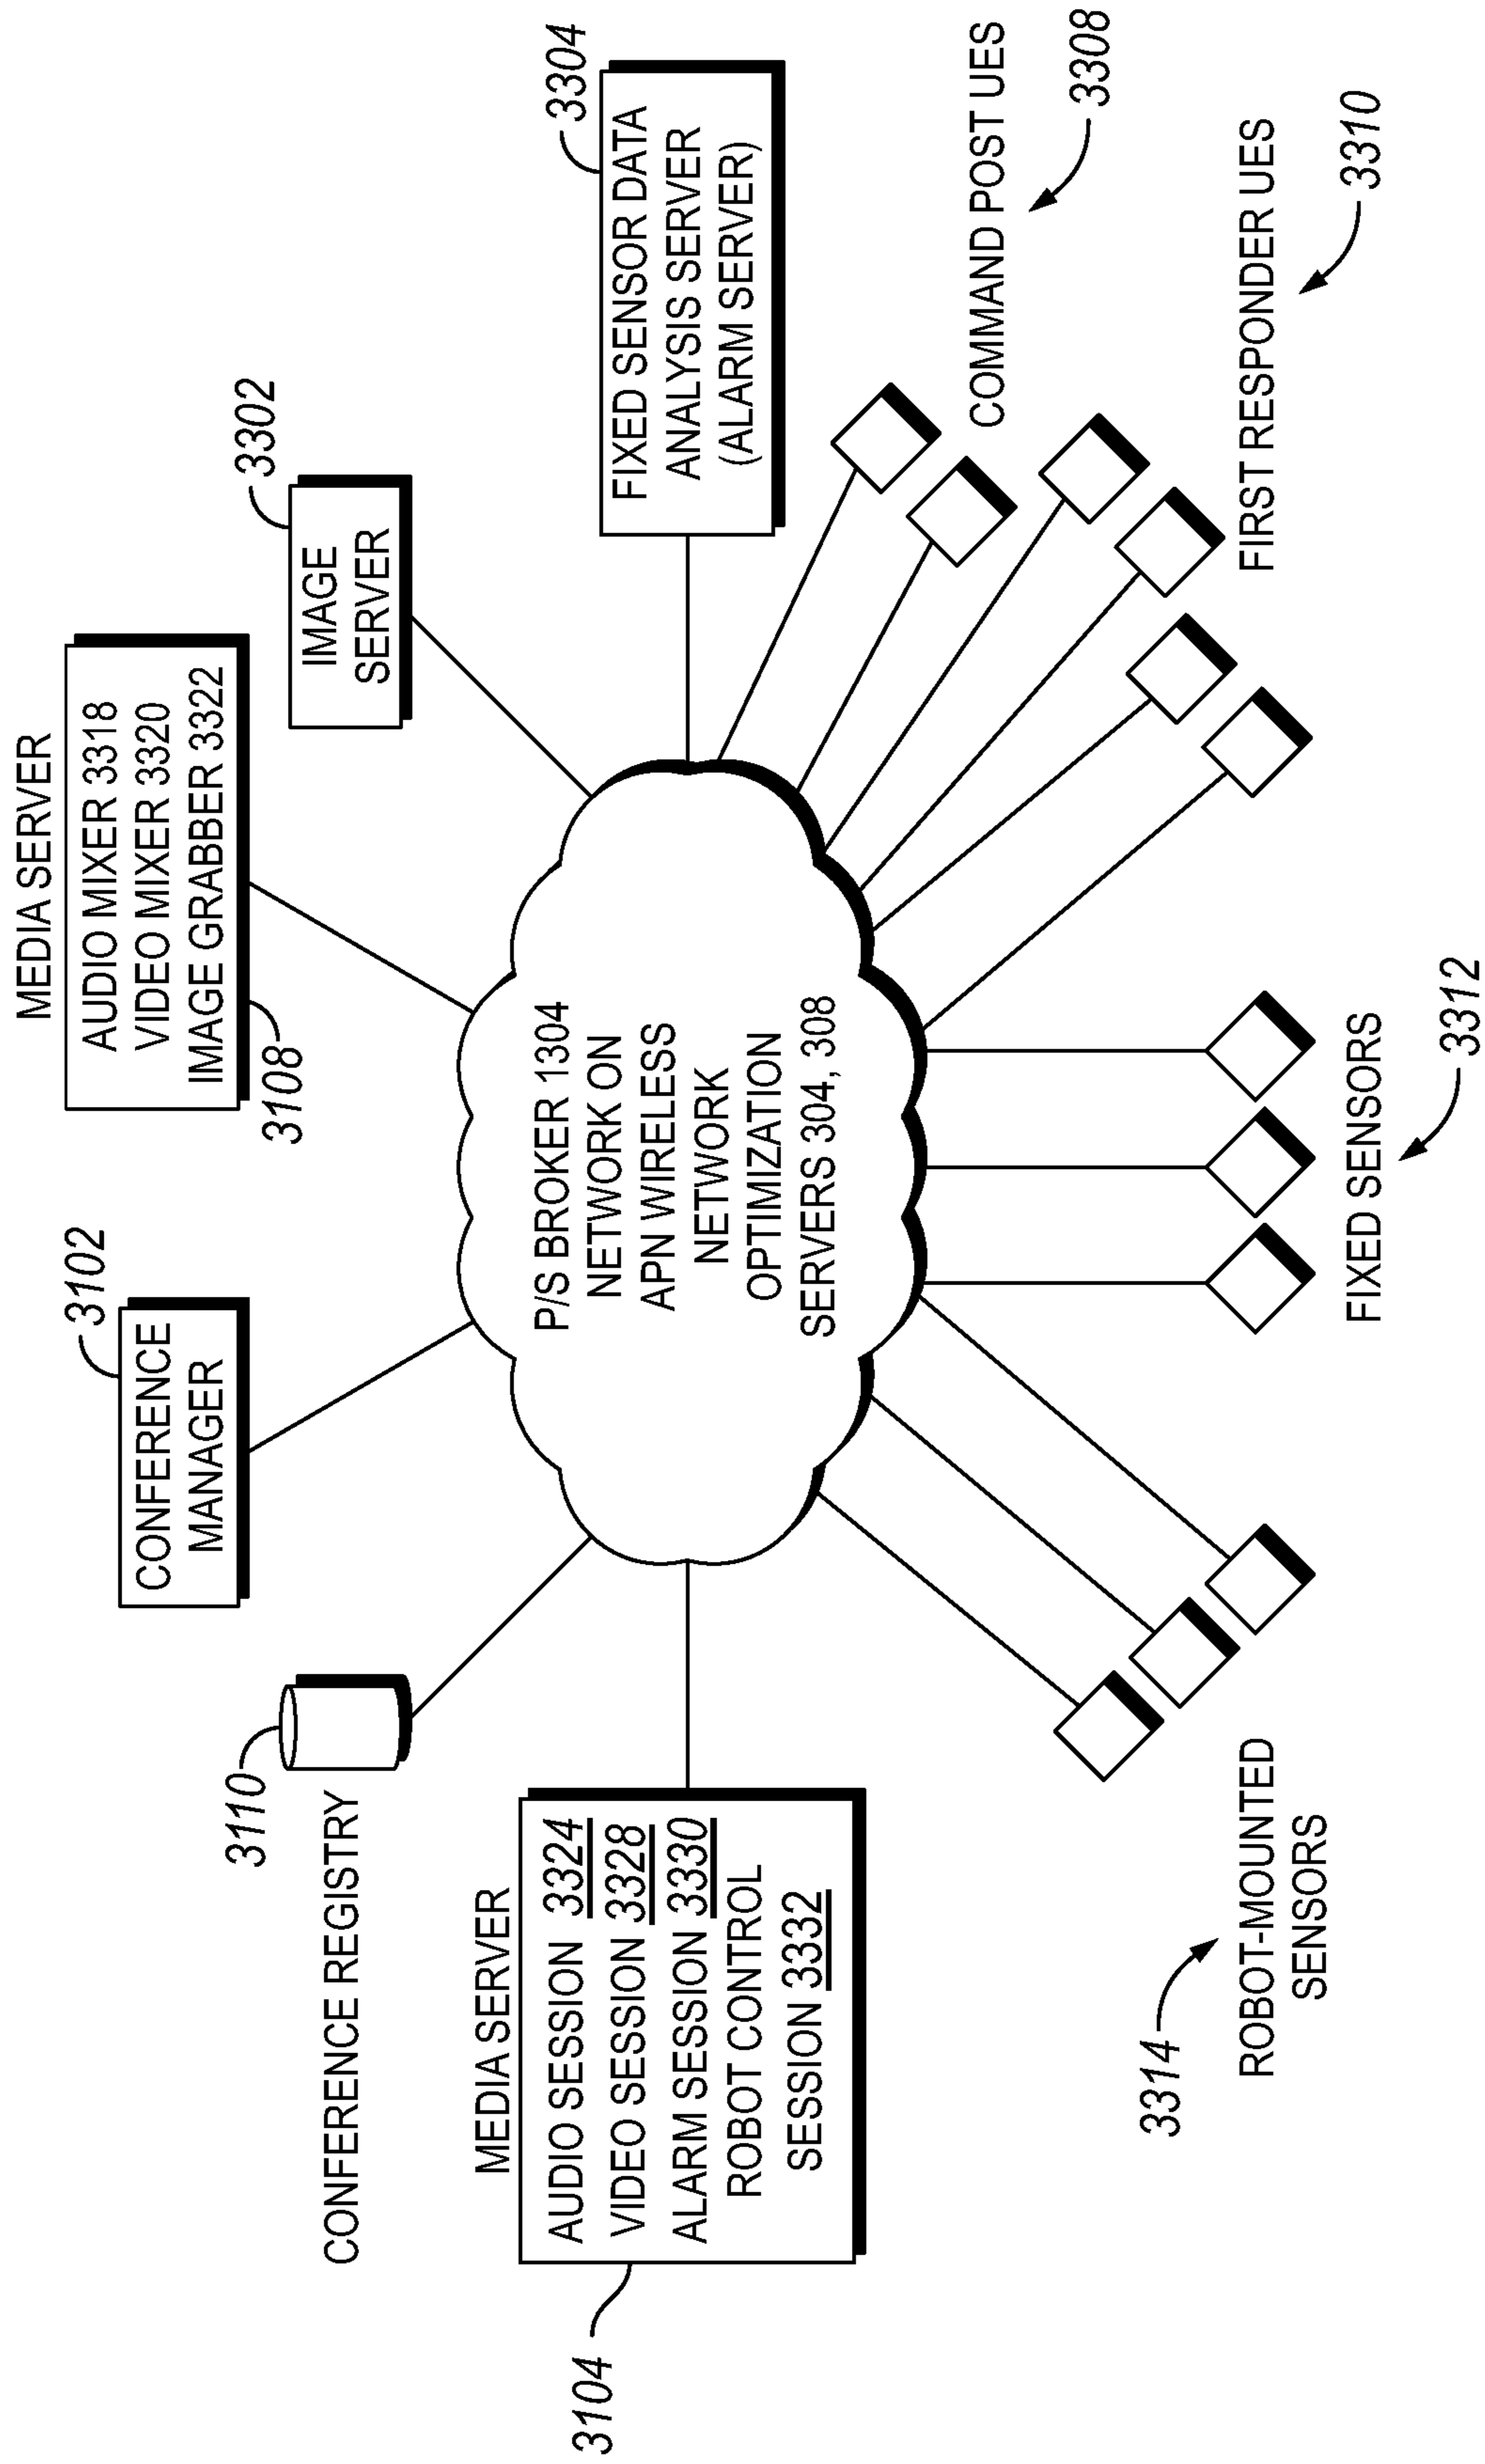 3104
MEDIA SERVER
AUDIO SESSION 3324
VIDEO SESSION 3328
ALARM SESSION 3330
ROBOT CONTROL
SESSION 3332
CONFERENCE REGISTRY
3110
CONFERENCE
MANAGER
3102
MEDIA SERVER
AUDIO MIXER 3318
VIDEO MIXER 3320
IMAGE GRABBER 3322
3108
IMAGE
SERVER
3302
FIXED SENSOR DATA
ANALYSIS SERVER
(ALARM SERVER)
3304
P/S BROKER 1304
NETWORK ON
APN WIRELESS
NETWORK
OPTIMIZATION
SERVERS 304, 308
COMMAND POST UES
3308
FIRST RESPONDER UES
3310
FIXED SENSORS
3312
3314
ROBOT-MOUNTED
SENSORS